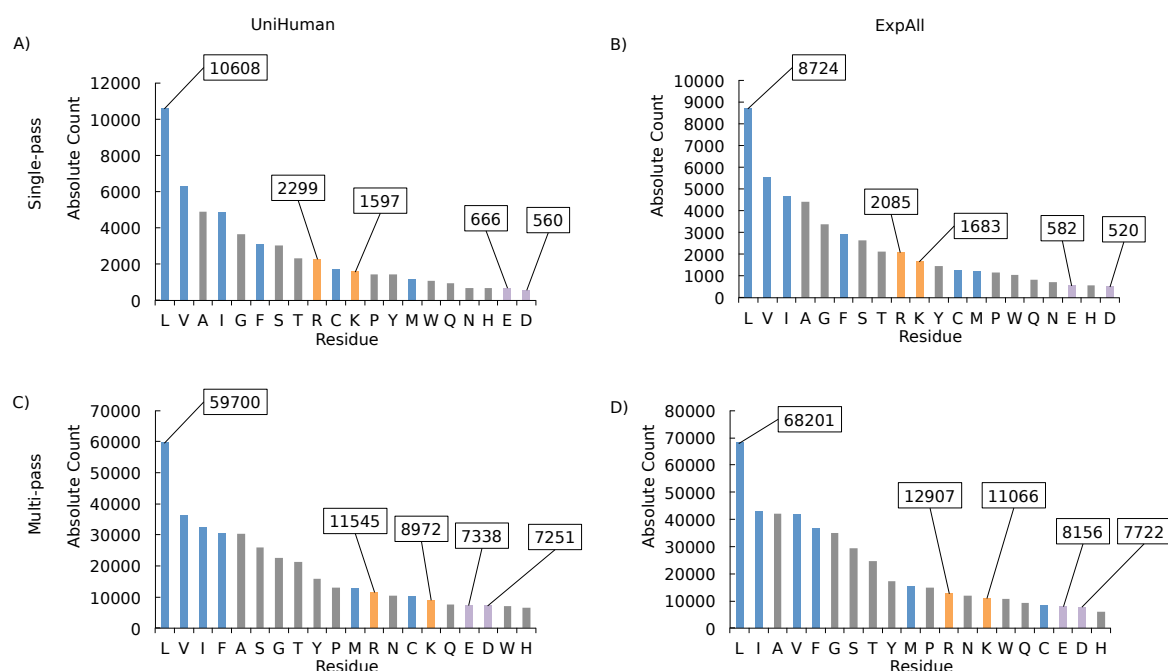 UniHuman
ExpAll
A)
Single-pass
Absolute Count
12000
10000
8000
6000
4000
2000
0
10608
2299
1597
666
560
L V A I G F S T R C K P Y M W Q N H E D
Residue
B)
Absolute Count
10000
9000
8000
7000
6000
5000
4000
3000
2000
1000
0
8724
2085
1683
582
520
L V I A G F S T R K Y C M P W Q N E H D
Residue
C)
Multi-pass
Absolute Count
70000
60000
50000
40000
30000
20000
10000
0
59700
11545
8972
7338
7251
L V I F A S G T Y P M R N C K Q E D W H
Residue
D)
Absolute Count
80000
70000
60000
50000
40000
30000
20000
10000
0
68201
12907
11066
8156
7722
L I A V F G S T Y M P R N K W Q C E D H
Residue